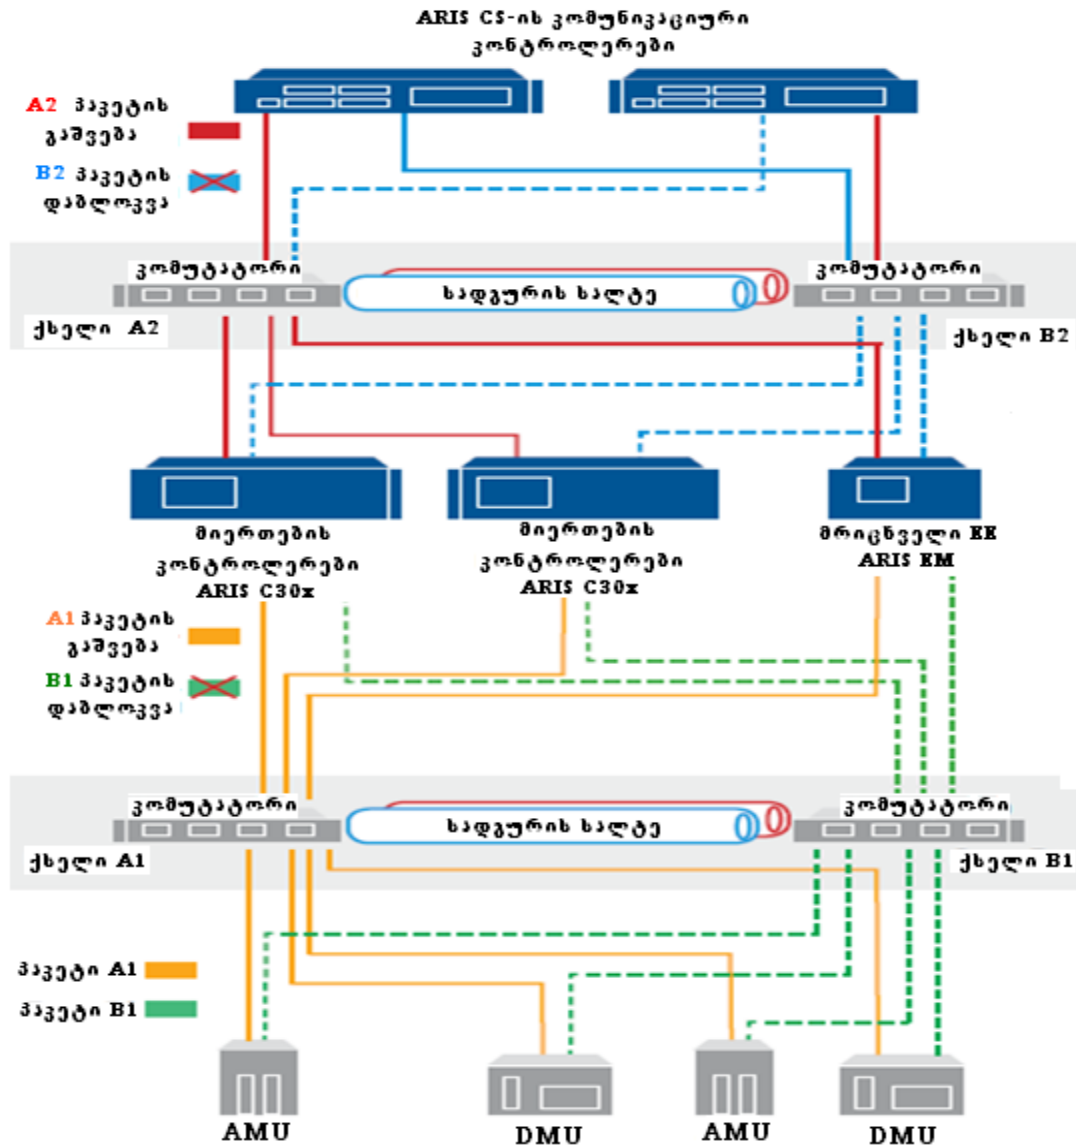 ARIS CS-ის კომუნიკაციური
კონტროლერები
A2 პაკეტის
გაშვება
B2 პაკეტის
დაბლოკვა
კომუტატორი
სადგურის სალტე
კომუტატორი
ქსელი A2
ქსელი B2
მიერთების
კონტროლერები
ARIS C30x
მიერთების
კონტროლერები
ARIS C30x
მრიცხველი EE
ARIS EM
A1 პაკეტის
გაშვება
B1 პაკეტის
დაბლოკვა
კომუტატორი
სადგურის სალტე
კომუტატორი
ქსელი A1
ქსელი B1
პაკეტი A1
პაკეტი B1
AMU
DMU
AMU
DMU